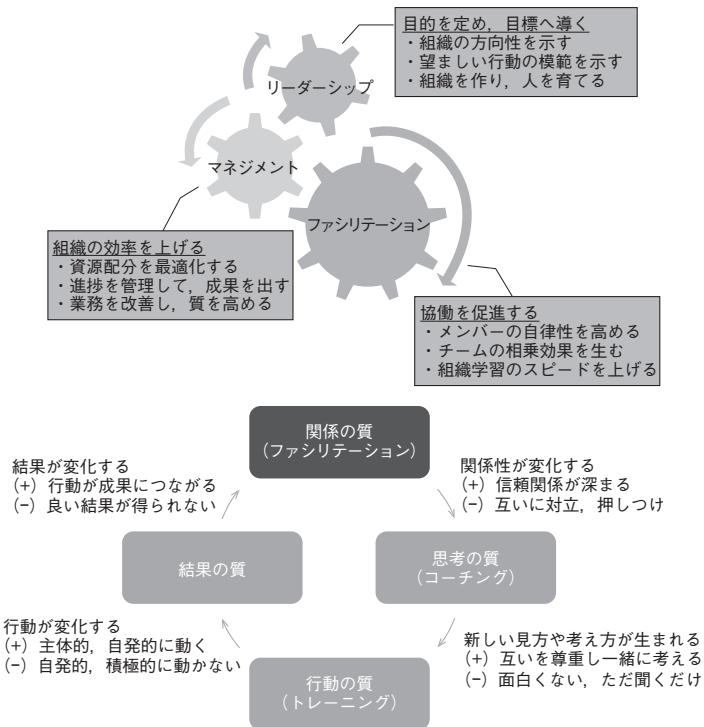 目的を定め，目標へ導く
・組織の方向性を示す
・望ましい行動の模範を示す
・組織を作り，人を育てる
リーダーシップ
マネジメント
ファシリテーション
組織の効率を上げる
・資源配分を最適化する
・進捗を管理して，成果を出す
・業務を改善し，質を高める
協働を促進する
・メンバーの自律性を高める
・チームの相乗効果を生む
・組織学習のスピードを上げる
関係の質
（ファシリテーション）
結果が変化する
(+) 行動が成果につながる
(−) 良い結果が得られない
関係性が変化する
(+) 信頼関係が深まる
(−) 互いに対立，押しつけ
結果の質
思考の質
（コーチング）
行動が変化する
(+) 主体的，自発的に動く
(−) 自発的，積極的に動かない
新しい見方や考え方が生まれる
(+) 互いを尊重し一緒に考える
(−) 面白くない，ただ聞くだけ
行動の質
（トレーニング）